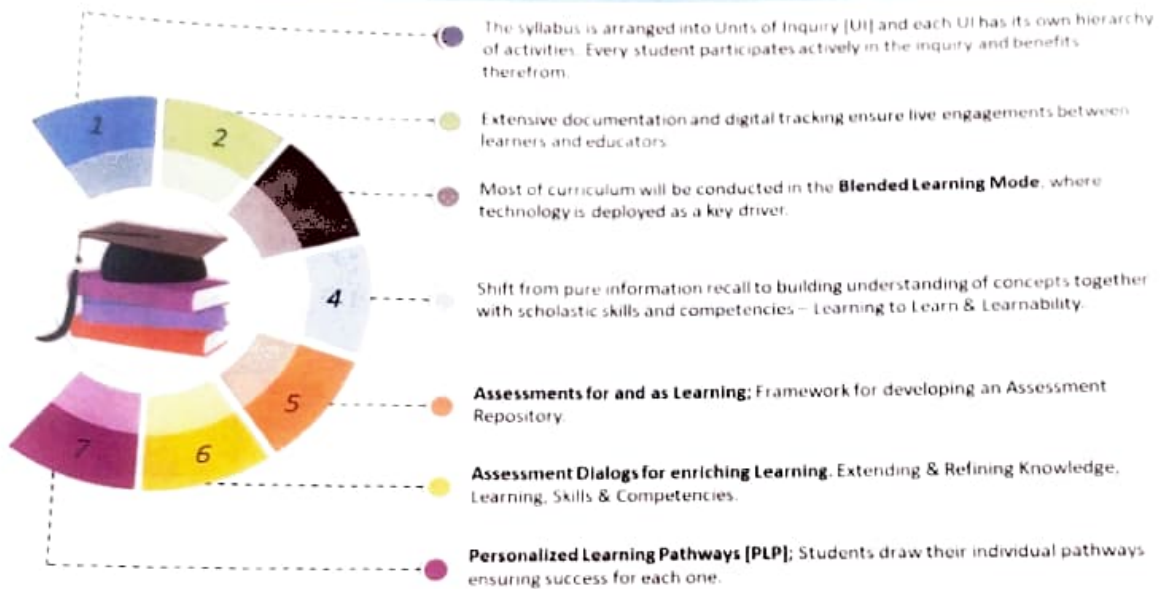 The syllabus is arranged into Units of Inquiry [UI] and each UI has its own hierarchy
of activities. Every student participates actively in the inquiry and benefits
therefrom.
1
2
Extensive documentation and digital tracking ensure live engagements between
learners and educators
Most of curriculum will be conducted in the Blended Learning Mode, where
technology is deployed as a key driver.
4
Shift from pure information recall to building understanding of concepts together
with scholastic skills and competencies – Learning to Learn & Learnability.
5
Assessments for and as Learning; Framework for developing an Assessment
Repository.
6
Assessment Dialogs for enriching Learning. Extending & Refining Knowledge,
Learning, Skills & Competencies.
7
Personalized Learning Pathways [PLP]; Students draw their individual pathways
ensuring success for each one.